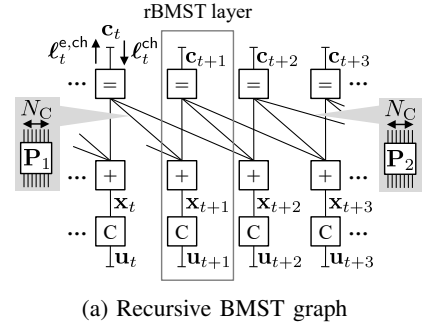 rBMST layer
ℓ_t^{e,ch} c_t ℓ_t^{ch}
c_{t+1} c_{t+2} c_{t+3}
... = = = = ...
N_C N_C
P_1 P_2
... + + + + ...
x_t x_{t+1} x_{t+2} x_{t+3}
... C C C C ...
u_t u_{t+1} u_{t+2} u_{t+3}
(a) Recursive BMST graph